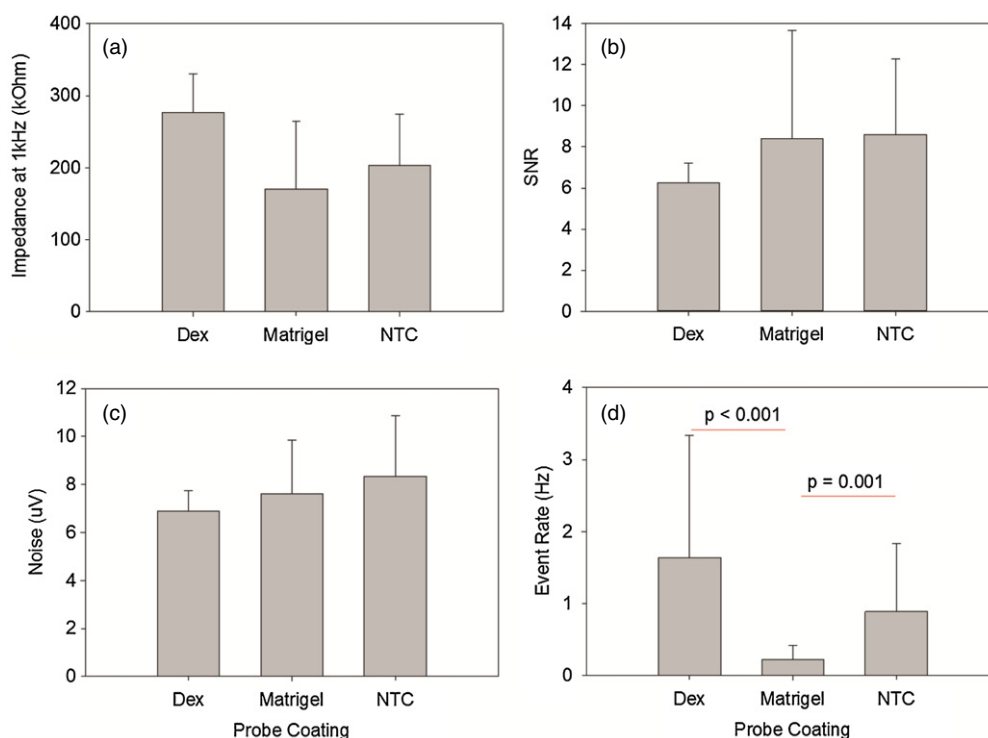 (a)
Impedance at 1kHz (kOhm)
400
300
200
100
0
Dex Matrigel NTC
(b)
SNR
14
12
10
8
6
4
2
0
Dex Matrigel NTC
(c)
Noise (uV)
12
10
8
6
4
2
0
Dex Matrigel NTC
Probe Coating
(d)
Event Rate (Hz)
4
3
2
1
0
p < 0.001
p = 0.001
Dex Matrigel NTC
Probe Coating